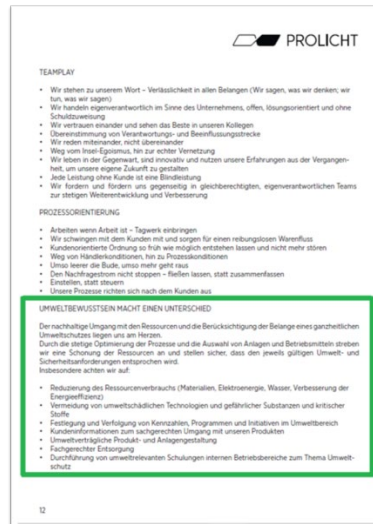 PROLICHT
TEAMPLAY
• Wir stehen zu unserem Wort – Verlässlichkeit in allen Belangen (Wir sagen, was wir denken; wir
tun, was wir sagen)
• Wir handeln eigenverantwortlich im Sinne des Unternehmens, offen, lösungsorientiert und ohne
Schuldzuweisung
• Wir vertrauen einander und sehen das Beste in unseren Kollegen
• Übereinstimmung von Verantwortungs- und Beeinflussungsstrecke
• Wir reden miteinander, nicht übereinander
• Weg vom Insel-Egoismus, hin zur echter Vernetzung
• Wir leben in der Gegenwart, sind innovativ und nutzen unsere Erfahrungen aus der Vergangen-
heit, um unsere eigene Zukunft zu gestalten
• Jede Leistung ohne Kunde ist eine Blindleistung
• Wir fordern und fördern uns gegenseitig in gleichberechtigten, eigenverantwortlichen Teams
zur stetigen Weiterentwicklung und Verbesserung
PROZESSORIENTIERUNG
• Arbeiten wenn Arbeit ist – Tagwerk einbringen
• Wir schwingen mit dem Kunden mit und sorgen für einen reibungslosen Warenfluss
• Kundenorientierte Ordnung so früh wie möglich entstehen lassen und nicht mehr stören
• Weg von Händlerkonditionen, hin zu Prozesskonditionen
• Umso leerer die Bude, umso mehr geht raus
• Den Nachfragestrom nicht stoppen – fließen lassen, statt zusammenfassen
• Einstellen, statt steuern
• Unsere Prozesse richten sich nach dem Kunden aus
UMWELTBEWUSSTSEIN MACHT EINEN UNTERSCHIED
Der nachhaltige Umgang mit den Ressourcen und die Berücksichtigung der Belange eines ganzheitlichen
Umweltschutzes liegen uns am Herzen.
Durch die stetige Optimierung der Prozesse und die Auswahl von Anlagen und Betriebsmitteln streben
wir eine Schonung der Ressourcen an und stellen sicher, dass den jeweils gültigen Umwelt- und
Sicherheitsanforderungen entsprochen wird.
Insbesondere achten wir auf:
• Reduzierung des Ressourcenverbrauchs (Materialien, Elektroenergie, Wasser, Verbesserung der
Energieeffizienz)
• Vermeidung von umweltschädlichen Technologien und gefährlicher Substanzen und kritischer
Stoffe
• Festlegung und Verfolgung von Kennzahlen, Programmen und Initiativen im Umweltbereich
• Kundeninformationen zum sachgerechten Umgang mit unseren Produkten
• Umweltverträgliche Produkt- und Anlagengestaltung
• Fachgerechter Entsorgung
• Durchführung von umweltrelevanten Schulungen internen Betriebsbereiche zum Thema Umwelt-
schutz
12